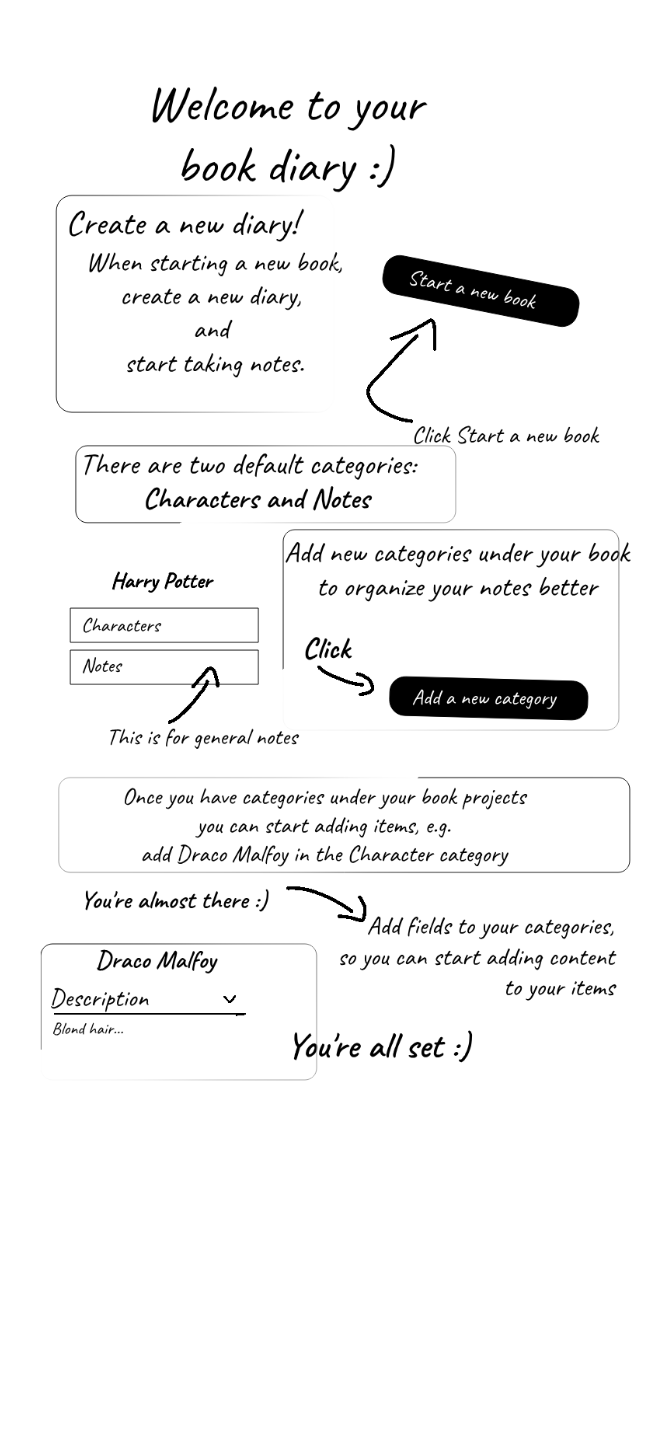 Welcome to your
book diary :)
Create a new diary!
When starting a new book,
create a new diary,
and
start taking notes.
Start a new book
Click Start a new book
There are two default categories:
Characters and Notes
Harry Potter
Characters
Notes
This is for general notes
Add new categories under your book
to organize your notes better
Click
Add a new category
Once you have categories under your book projects
you can start adding items, e.g.
add Draco Malfoy in the Character category
You're almost there :)
Add fields to your categories,
so you can start adding content
to your items
Draco Malfoy
Description
Blond hair...
You're all set :)